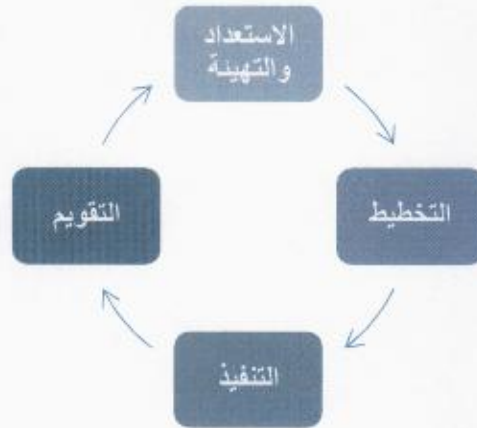 الاستعداد
والتهيئة
التخطيط
التنفيذ
التقويم